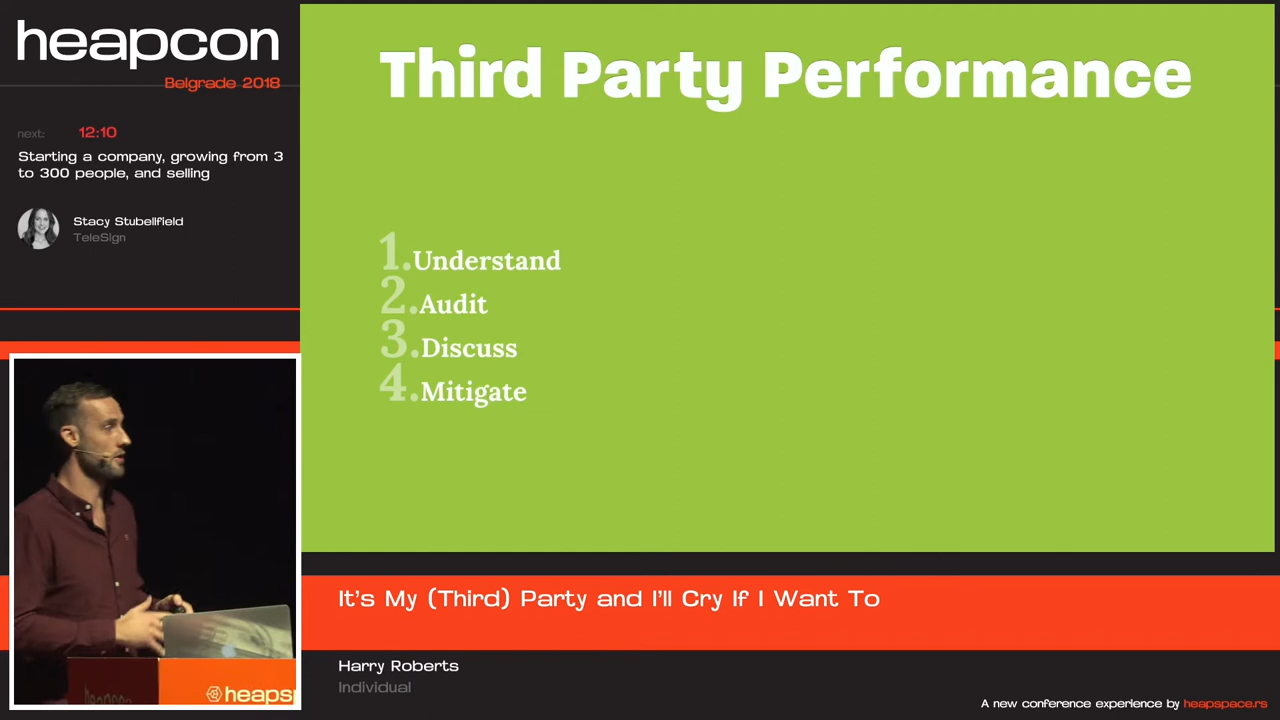 heapcon
Belgrade 2018
next: 12:10
Starting a company, growing from 3
to 300 people, and selling
Stacy Stubellfield
TeleSign
Third Party Performance
1. Understand
2. Audit
3. Discuss
4. Mitigate
heaps
It's My (Third) Party and I'll Cry If I Want To
Harry Roberts
Individual
A new conference experience by heapspace.rs